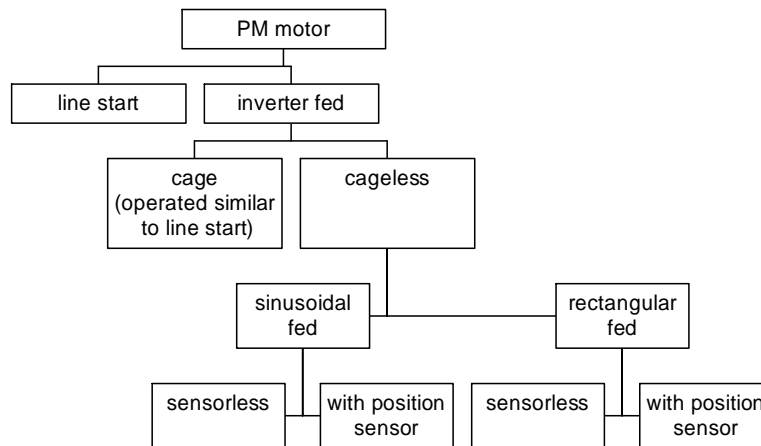 PM motor
line start
inverter fed
cage
(operated similar
to line start)
cageless
sinusoidal
fed
rectangular
fed
sensorless
with position
sensor
sensorless
with position
sensor